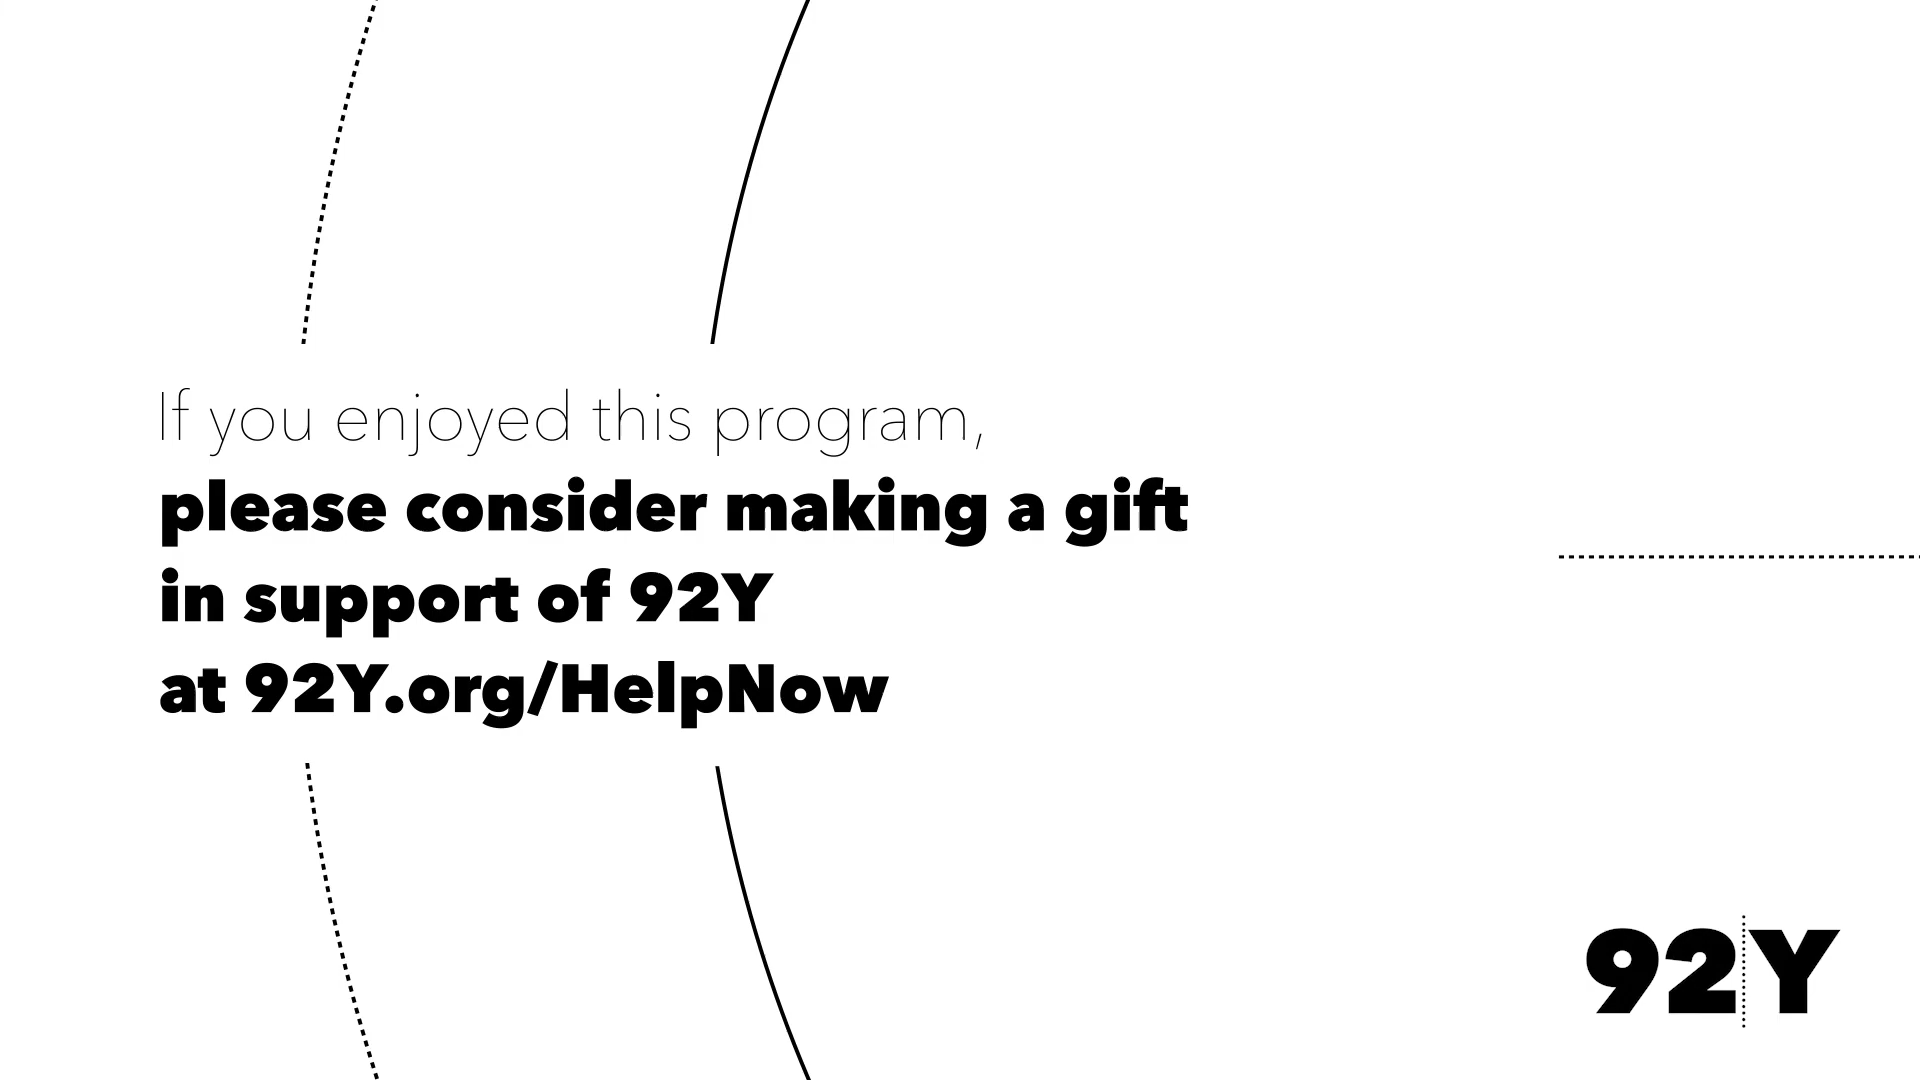 If you enjoyed this program,
please consider making a gift
in support of 92Y
at 92Y.org/HelpNow
92Y